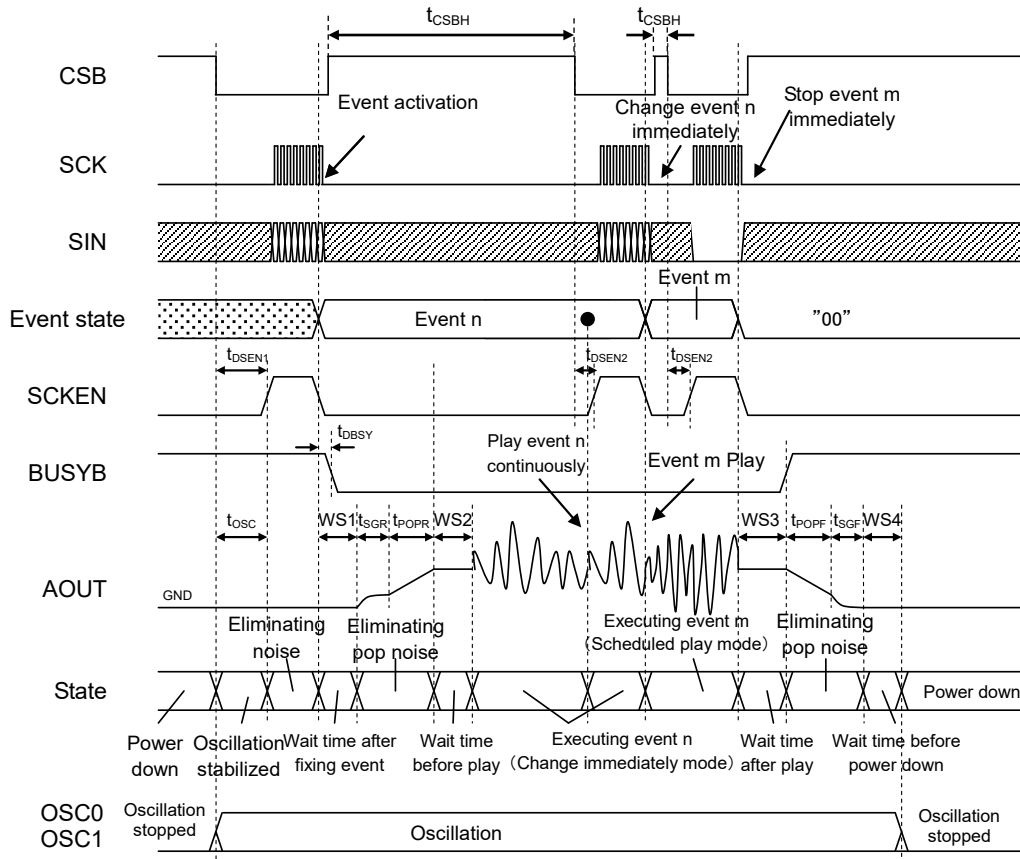 tCSBH
tCSBH
CSB
Event activation
Change event n
immediately
Stop event m
immediately
SCK
SIN
Event m
Event state
Event n
”00”
tDSEN1
tDSEN2
tDSEN2
SCKEN
tDBSY
Play event n
continuously
Event m Play
BUSYB
tOSC
WS1
tSGR
tPOPR
WS2
WS3
tPOPF
tSGF
WS4
AOUT
GND
Eliminating
noise
Eliminating
pop noise
Executing event m
(Scheduled play mode)
Eliminating
pop noise
State
Power down
Power
down
Oscillation
stabilized
Wait time after
fixing event
Wait time
before play
Executing event n
(Change immediately mode)
Wait time
after play
Wait time before
power down
OSC0
OSC1
Oscillation
stopped
Oscillation
Oscillation
stopped